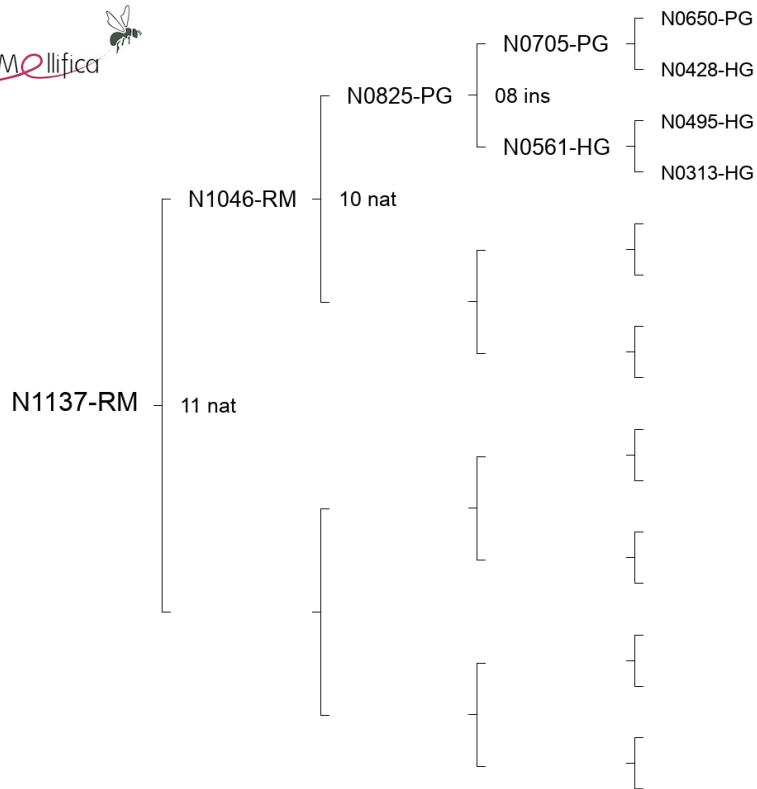 Mellifica
N0650-PG
N0705-PG
N0428-HG
N0825-PG
08 ins
N0495-HG
N0561-HG
N0313-HG
N1046-RM
10 nat
N1137-RM
11 nat